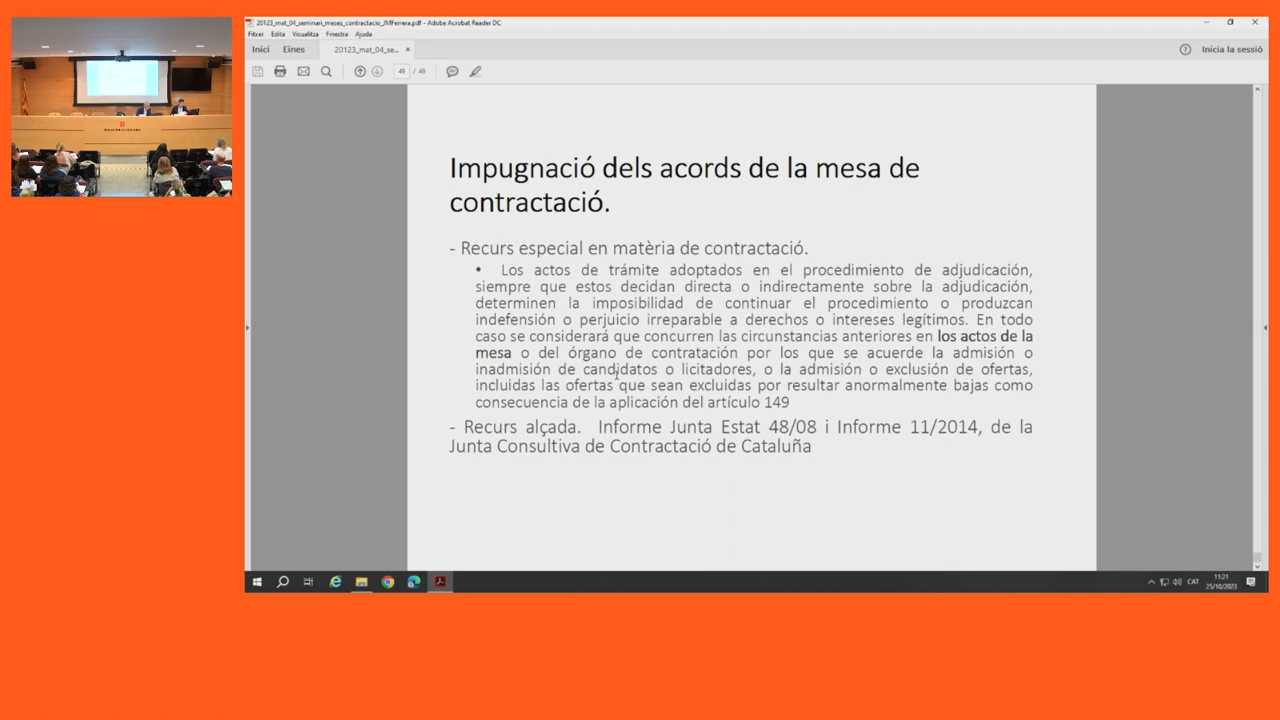 20123_mat_04_seminari_meses_contractacio_JMFerrera.pdf - Adobe Acrobat Reader DC
Fitxer Edita Visualitza Finestra Ajuda
Inici Eines 20123_mat_04_se... × Inicia la sessió
49 / 49
Impugnació dels acords de la mesa de
contractació.
- Recurs especial en matèria de contractació.
• Los actos de trámite adoptados en el procedimiento de adjudicación,
siempre que estos decidan directa o indirectamente sobre la adjudicación,
determinen la imposibilidad de continuar el procedimiento o produzcan
indefensión o perjuicio irreparable a derechos o intereses legítimos. En todo
caso se considerará que concurren las circunstancias anteriores en los actos de la
mesa o del órgano de contratación por los que se acuerde la admisión o
inadmisión de candidatos o licitadores, o la admisión o exclusión de ofertas,
incluidas las ofertas que sean excluidas por resultar anormalmente bajas como
consecuencia de la aplicación del artículo 149
- Recurs alçada. Informe Junta Estat 48/08 i Informe 11/2014, de la
Junta Consultiva de Contractació de Cataluña
CAT 11:21
25/10/2023